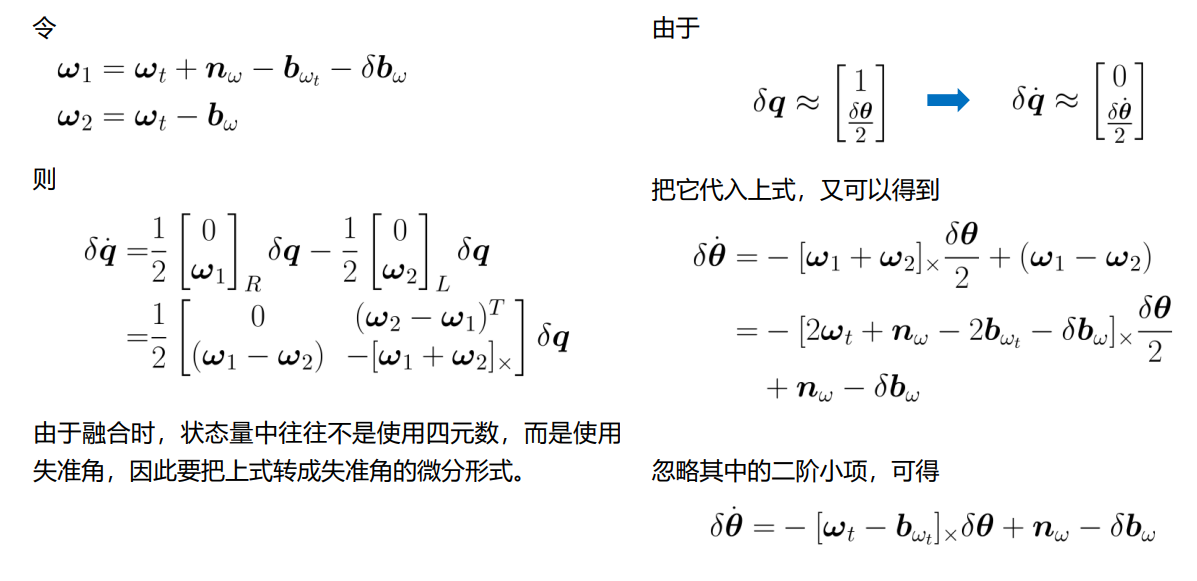 令
$\boldsymbol{\omega}_1 = \boldsymbol{\omega}_t + \boldsymbol{n}_\omega - \boldsymbol{b}_{\omega_t} - \delta \boldsymbol{b}_\omega$
$\boldsymbol{\omega}_2 = \boldsymbol{\omega}_t - \boldsymbol{b}_\omega$
则
$\delta \dot{\boldsymbol{q}} = \frac{1}{2} \begin{bmatrix} 0 \\ \boldsymbol{\omega}_1 \end{bmatrix}_R \delta \boldsymbol{q} - \frac{1}{2} \begin{bmatrix} 0 \\ \boldsymbol{\omega}_2 \end{bmatrix}_L \delta \boldsymbol{q}$
$= \frac{1}{2} \begin{bmatrix} 0 & (\boldsymbol{\omega}_2 - \boldsymbol{\omega}_1)^T \\ (\boldsymbol{\omega}_1 - \boldsymbol{\omega}_2) & -[\boldsymbol{\omega}_1 + \boldsymbol{\omega}_2]_\times \end{bmatrix} \delta \boldsymbol{q}$
由于融合时，状态量中往往不是使用四元数，而是使用
失准角，因此要把上式转成失准角的微分形式。
由于
$\delta \boldsymbol{q} \approx \begin{bmatrix} 1 \\ \frac{\delta \boldsymbol{\theta}}{2} \end{bmatrix}$ ➡ $\delta \dot{\boldsymbol{q}} \approx \begin{bmatrix} 0 \\ \frac{\delta \dot{\boldsymbol{\theta}}}{2} \end{bmatrix}$
把它代入上式，又可以得到
$\delta \dot{\boldsymbol{\theta}} = -[\boldsymbol{\omega}_1 + \boldsymbol{\omega}_2]_\times \frac{\delta \boldsymbol{\theta}}{2} + (\boldsymbol{\omega}_1 - \boldsymbol{\omega}_2)$
$= -[2\boldsymbol{\omega}_t + \boldsymbol{n}_\omega - 2\boldsymbol{b}_{\omega_t} - \delta \boldsymbol{b}_\omega]_\times \frac{\delta \boldsymbol{\theta}}{2}$
$+ \boldsymbol{n}_\omega - \delta \boldsymbol{b}_\omega$
忽略其中的二阶小项，可得
$\delta \dot{\boldsymbol{\theta}} = -[\boldsymbol{\omega}_t - \boldsymbol{b}_{\omega_t}]_\times \delta \boldsymbol{\theta} + \boldsymbol{n}_\omega - \delta \boldsymbol{b}_\omega$